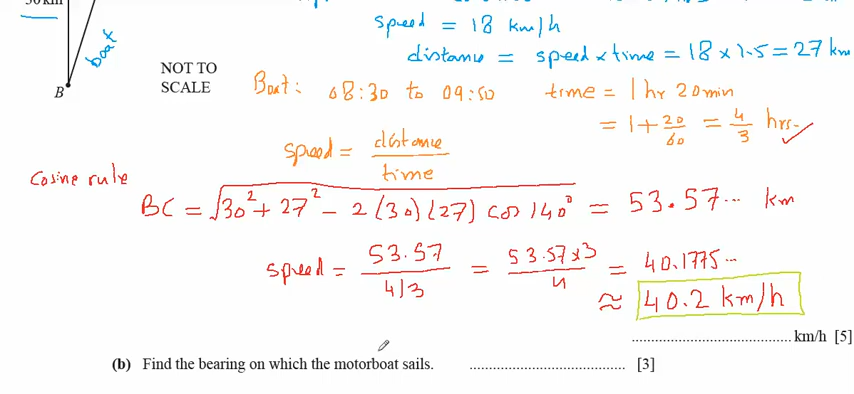 30 km
speed = 18 km/h
boat
distance = speed × time = 18 × 1.5 = 27 km
B
NOT TO
SCALE
Boat: 08:30 to 09:50 time = 1 hr 20 min
= 1 + 20/60 = 4/3 hrs ✓
speed = distance/time
Cosine rule
BC = √30² + 27² − 2 (30) (27) cos 140° = 53.57... km
speed = 53.57/4/3 = 53.57 × 3/4 = 40.1775...
≈ 40.2 km/h
........................................ km/h [5]
(b) Find the bearing on which the motorboat sails. ........................................ [3]